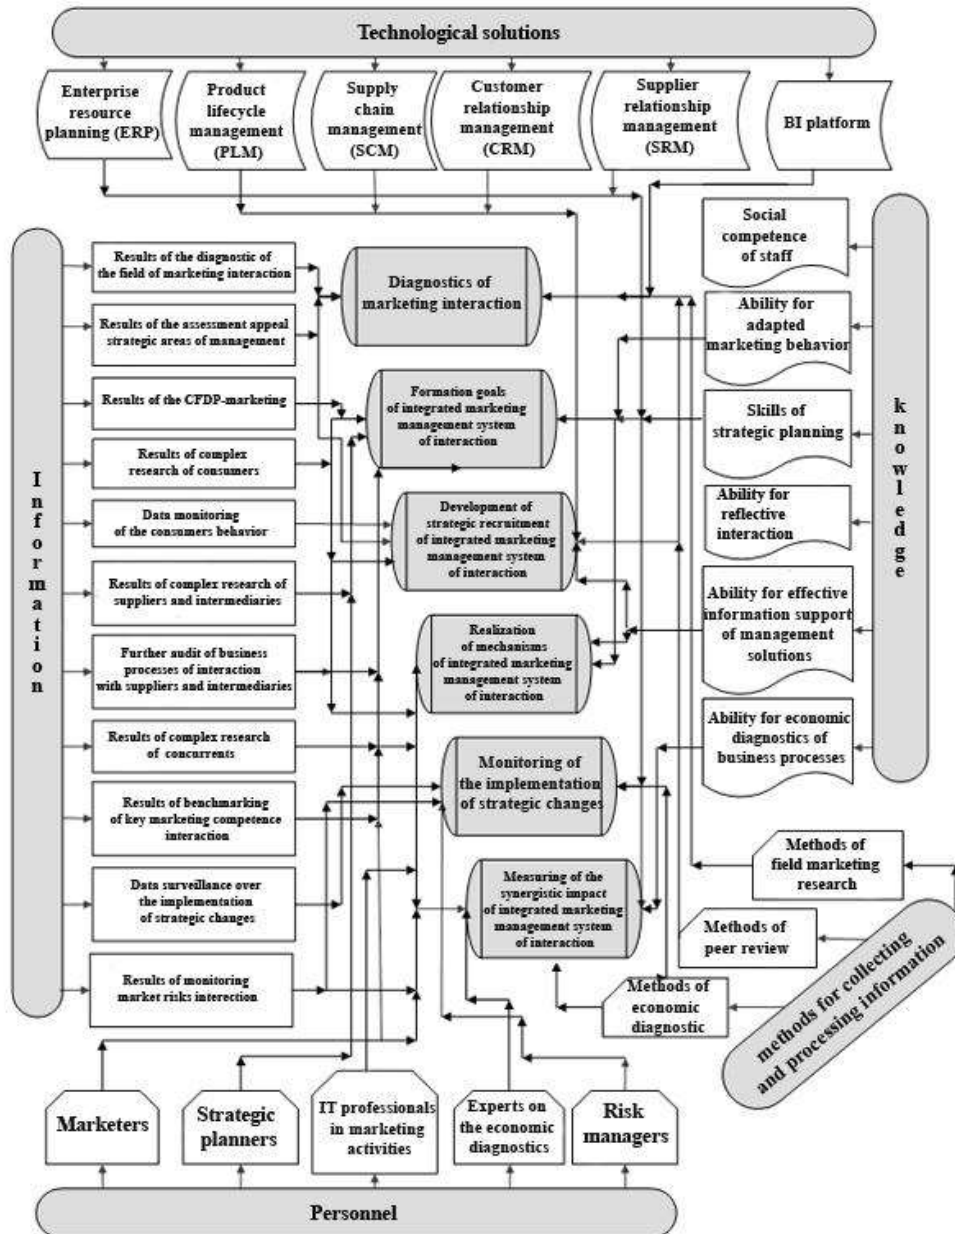 Technological solutions
Enterprise
resource
planning (ERP)
Product
lifecycle
management
(PLM)
Supply
chain
management
(SCM)
Customer
relationship
management
(CRM)
Supplier
relationship
management
(SRM)
BI platform
Information
Results of the diagnostic of
the field of marketing interaction
Results of the assessment appeal
strategic areas of management
Results of the CFDP-marketing
Results of complex
research of consumers
Data monitoring
of the consumers behavior
Results of complex research of
suppliers and intermediaries
Further audit of business
processes of interaction
with suppliers and intermediaries
Results of complex research
of concurrents
Results of benchmarking
of key marketing competence
interaction
Data surveillance over
the implementation
of strategic changes
Results of monitoring
market risks interection
Diagnostics of
marketing interaction
Formation goals
of integrated marketing
management system
of interaction
Development of
strategic recruitment
of integrated marketing
management system
of interaction
Realization
of mechanisms
of integrated marketing
management system
of interaction
Monitoring of
the implementation
of strategic changes
Measuring of the
synergistic impact
of integrated marketing
management system
of interaction
Social
competence
of staff
Ability for
adapted
marketing behavior
Skills of
strategic planning
Ability for
reflective
interaction
Ability for effective
information support
of management
solutions
Ability for economic
diagnostics of
business processes
knowledge
Methods of
field marketing
research
Methods of
peer review
Methods of
economic
diagnostic
methods for collecting
and processing information
Marketers
Strategic
planners
IT professionals
in marketing
activities
Experts on
the economic
diagnostics
Risk
managers
Personnel